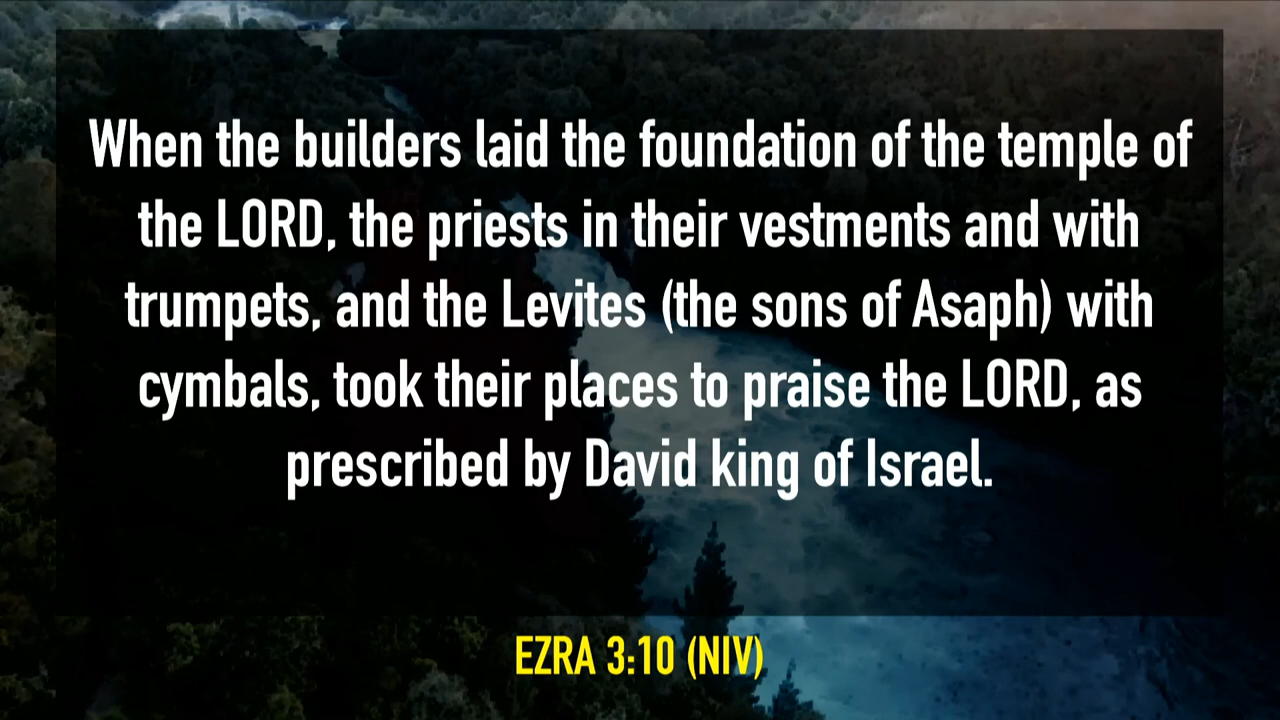 When the builders laid the foundation of the temple of
the LORD, the priests in their vestments and with
trumpets, and the Levites (the sons of Asaph) with
cymbals, took their places to praise the LORD, as
prescribed by David king of Israel.
EZRA 3:10 (NIV)